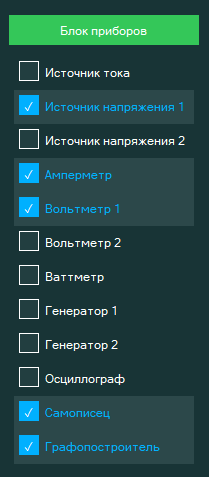 Блок приборов
Источник тока
Источник напряжения 1
Источник напряжения 2
Амперметр
Вольтметр 1
Вольтметр 2
Ваттметр
Генератор 1
Генератор 2
Осциллограф
Самописец
Графопостроитель